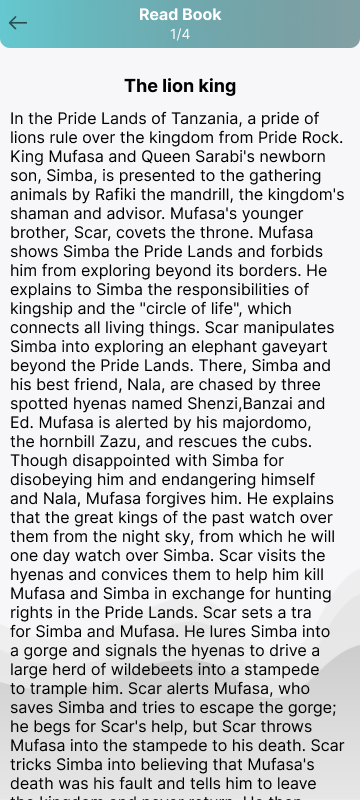 Read Book
1/4
The lion king
In the Pride Lands of Tanzania, a pride of
lions rule over the kingdom from Pride Rock.
King Mufasa and Queen Sarabi's newborn
son, Simba, is presented to the gathering
animals by Rafiki the mandrill, the kingdom's
shaman and advisor. Mufasa's younger
brother, Scar, covets the throne. Mufasa
shows Simba the Pride Lands and forbids
him from exploring beyond its borders. He
explains to Simba the responsibilities of
kingship and the "circle of life", which
connects all living things. Scar manipulates
Simba into exploring an elephant gaveyart
beyond the Pride Lands. There, Simba and
his best friend, Nala, are chased by three
spotted hyenas named Shenzi,Banzai and
Ed. Mufasa is alerted by his majordomo,
the hornbill Zazu, and rescues the cubs.
Though disappointed with Simba for
disobeying him and endangering himself
and Nala, Mufasa forgives him. He explains
that the great kings of the past watch over
them from the night sky, from which he will
one day watch over Simba. Scar visits the
hyenas and convices them to help him kill
Mufasa and Simba in exchange for hunting
rights in the Pride Lands. Scar sets a tra
for Simba and Mufasa. He lures Simba into
a gorge and signals the hyenas to drive a
large herd of wildebeets into a stampede
to trample him. Scar alerts Mufasa, who
saves Simba and tries to escape the gorge;
he begs for Scar's help, but Scar throws
Mufasa into the stampede to his death. Scar
tricks Simba into believing that Mufasa's
death was his fault and tells him to leave
the kingdom and never return. He then